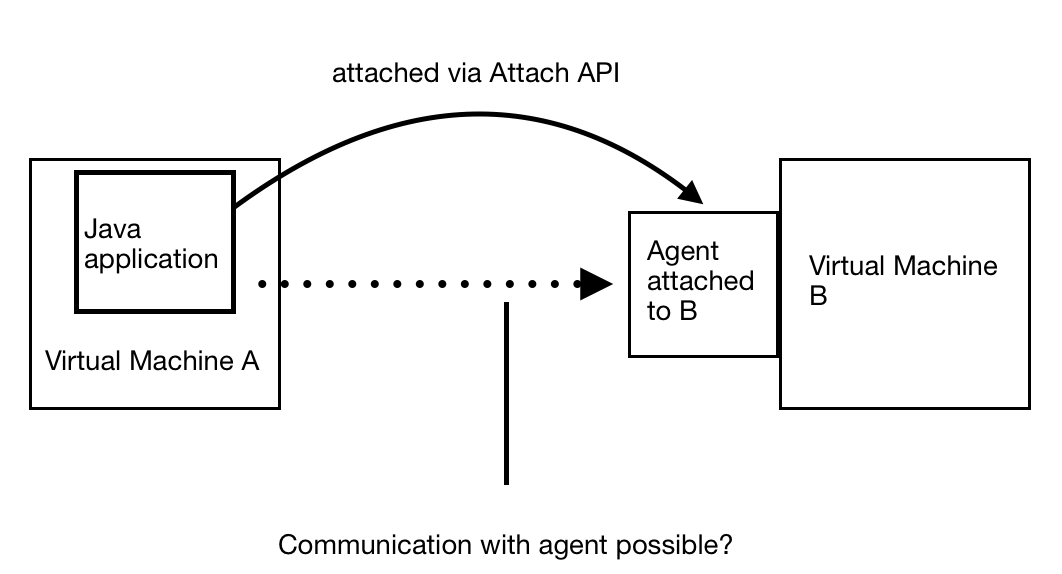 attached via Attach API
Java
application
Virtual Machine A
Agent
attached
to B
Virtual Machine
B
Communication with agent possible?